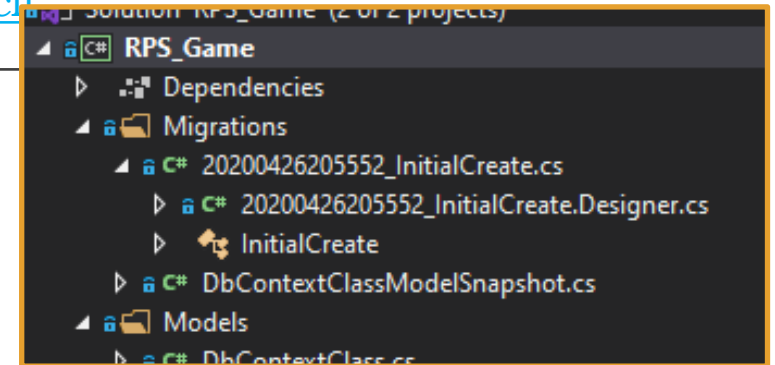 Solution 'RPS_Game' (2 of 2 projects)
C# RPS_Game
Dependencies
Migrations
C# 20200426205552_InitialCreate.cs
C# 20200426205552_InitialCreate.Designer.cs
InitialCreate
C# DbContextClassModelSnapshot.cs
Models
C# DbContextClass.cs